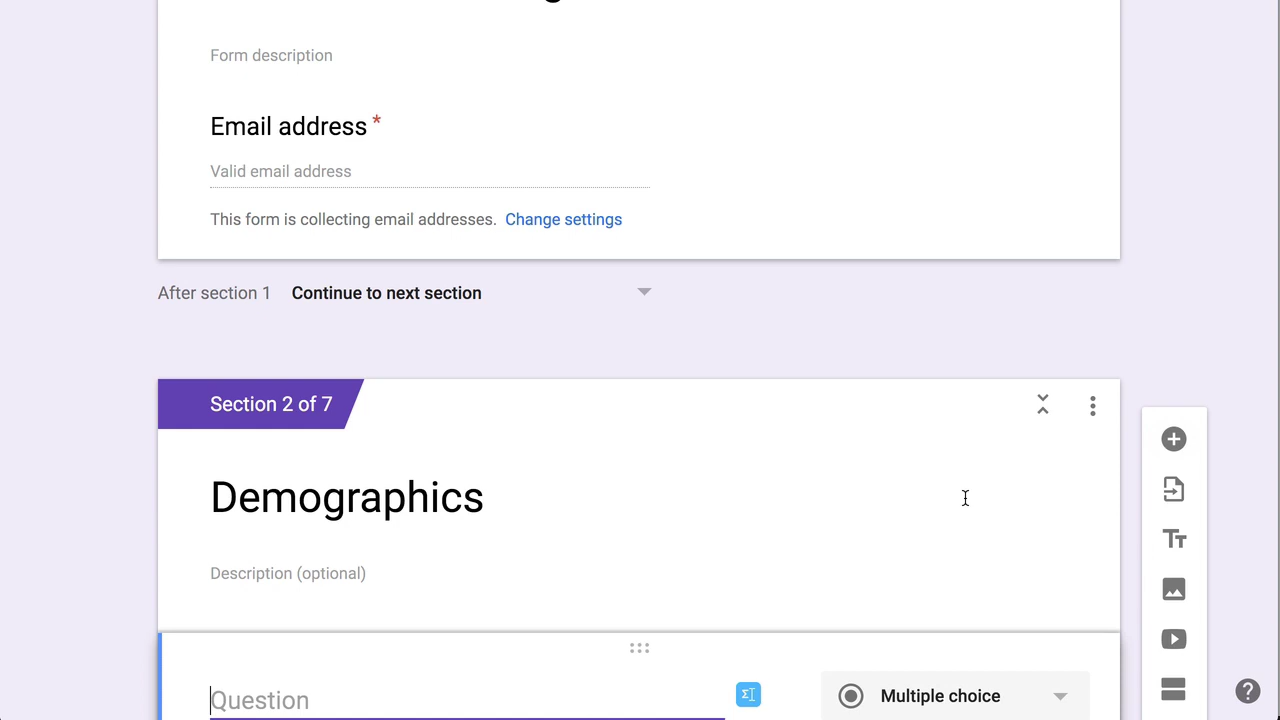 Form description
Email address *
Valid email address
This form is collecting email addresses. Change settings
After section 1 Continue to next section
Section 2 of 7
Demographics
Description (optional)
Question
Multiple choice